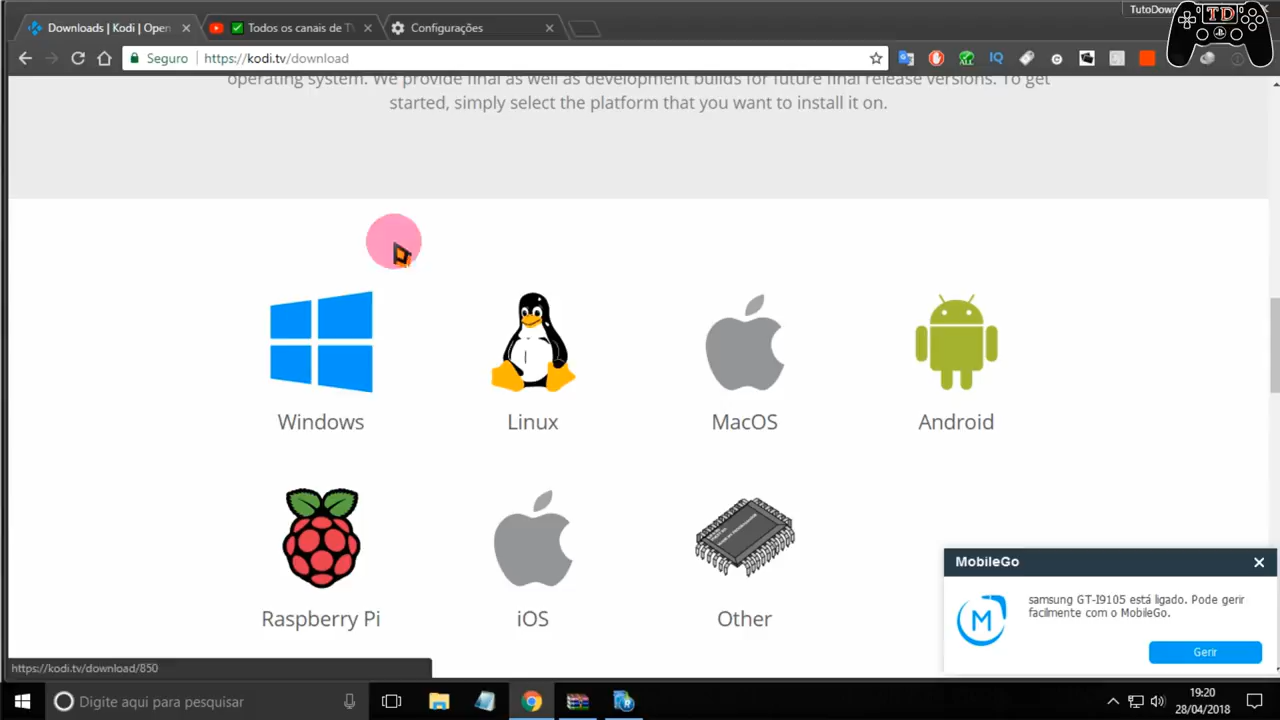 Downloads | Kodi | Open
Todos os canais de T
Configurações
TutoDown
TD
Seguro
https://kodi.tv/download
IQ
operating system. We provide final as well as development builds for future final release versions. To get
started, simply select the platform that you want to install it on.
Windows
Linux
MacOS
Android
Raspberry Pi
iOS
Other
MobileGo
samsung GT-I9105 está ligado. Pode gerir
facilmente com o MobileGo.
Gerir
https://kodi.tv/download/850
Digite aqui para pesquisar
19:20
28/04/2018